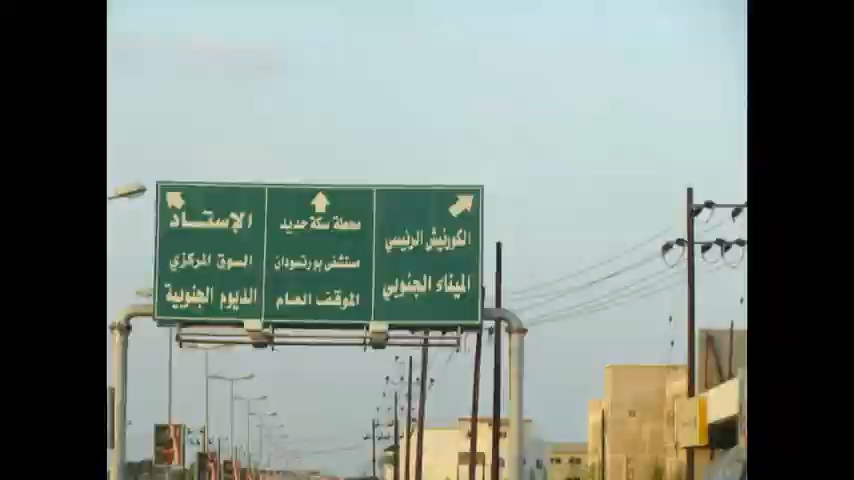 الكورنيش الرئيسي
الميناء الجنوبي
محطة سكة حديد
مستشفى بورتسودان
الموقف العام
الإستاد
السوق المركزي
الديوم الجنوبية